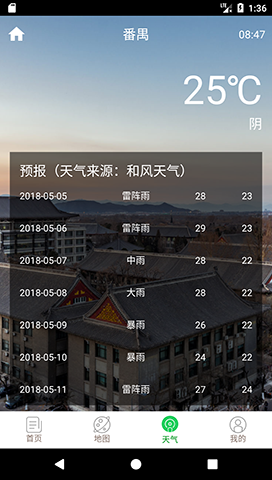 LTE 1:36
番禺 08:47
25℃
阴
预报（天气来源：和风天气）
2018-05-05 雷阵雨 28 23
2018-05-06 雷阵雨 29 23
2018-05-07 中雨 28 22
2018-05-08 大雨 28 22
2018-05-09 暴雨 26 22
2018-05-10 暴雨 24 22
2018-05-11 雷阵雨 27 24
首页 地图 天气 我的